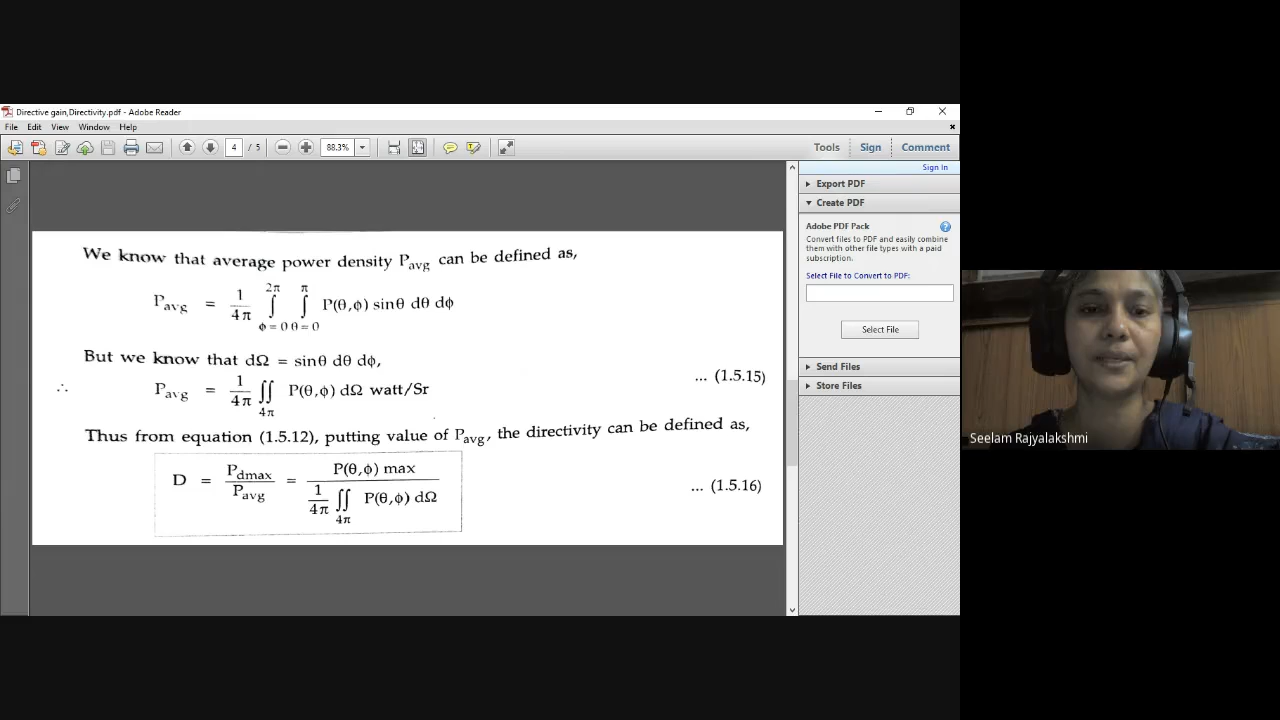 Directive gain,Directivity.pdf - Adobe Reader
File Edit View Window Help
4 / 5 88.3% Tools Sign Comment
Sign In
Export PDF
Create PDF
Adobe PDF Pack
Convert files to PDF and easily combine
them with other file types with a paid
subscription.
Select File to Convert to PDF:
Select File
Send Files
Store Files
We know that average power density Pavg can be defined as,
Pavg = 1/4π ∫φ=0^2π ∫θ=0^π P(θ,φ) sinθ dθ dφ
But we know that dΩ = sinθ dθ dφ,
∴ Pavg = 1/4π ∬4π P(θ,φ) dΩ watt/Sr ... (1.5.15)
Thus from equation (1.5.12), putting value of Pavg, the directivity can be defined as,
D = Pdmax/Pavg = P(θ,φ) max / 1/4π ∬4π P(θ,φ) dΩ ... (1.5.16)
Seelam Rajyalakshmi